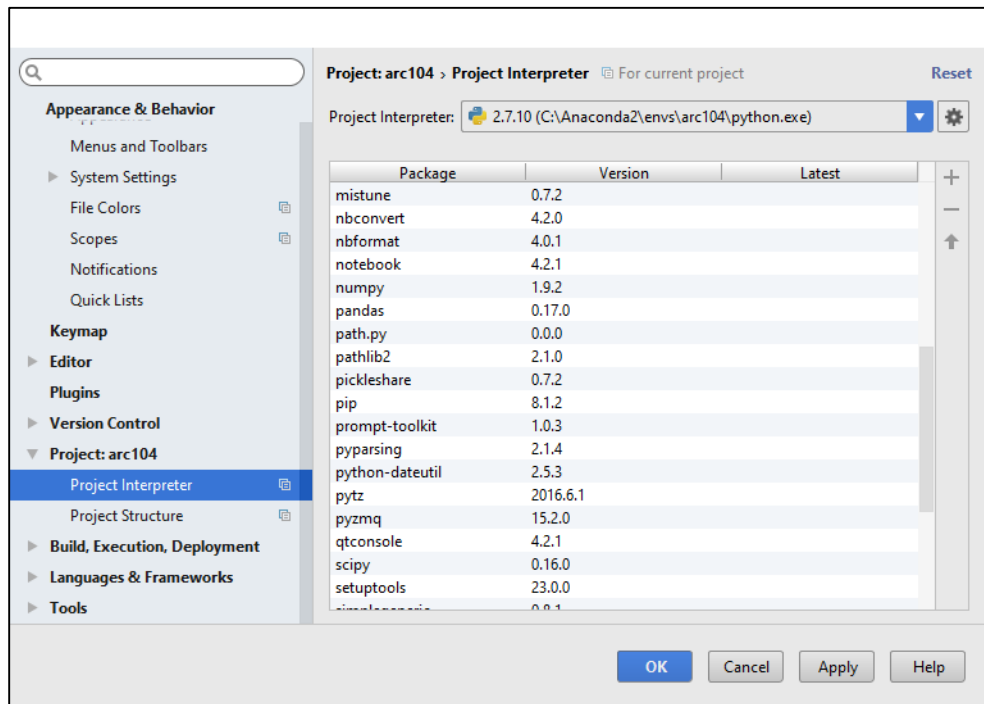 Project: arc104 › Project Interpreter For current project Reset
Appearance & Behavior
Menus and Toolbars
System Settings
File Colors
Scopes
Notifications
Quick Lists
Keymap
Editor
Plugins
Version Control
Project: arc104
Project Interpreter
Project Structure
Build, Execution, Deployment
Languages & Frameworks
Tools
Project Interpreter: 2.7.10 (C:\Anaconda2\envs\arc104\python.exe)
Package Version Latest
mistune 0.7.2
nbconvert 4.2.0
nbformat 4.0.1
notebook 4.2.1
numpy 1.9.2
pandas 0.17.0
path.py 0.0.0
pathlib2 2.1.0
pickleshare 0.7.2
pip 8.1.2
prompt-toolkit 1.0.3
pyparsing 2.1.4
python-dateutil 2.5.3
pytz 2016.6.1
pyzmq 15.2.0
qtconsole 4.2.1
scipy 0.16.0
setuptools 23.0.0
OK Cancel Apply Help